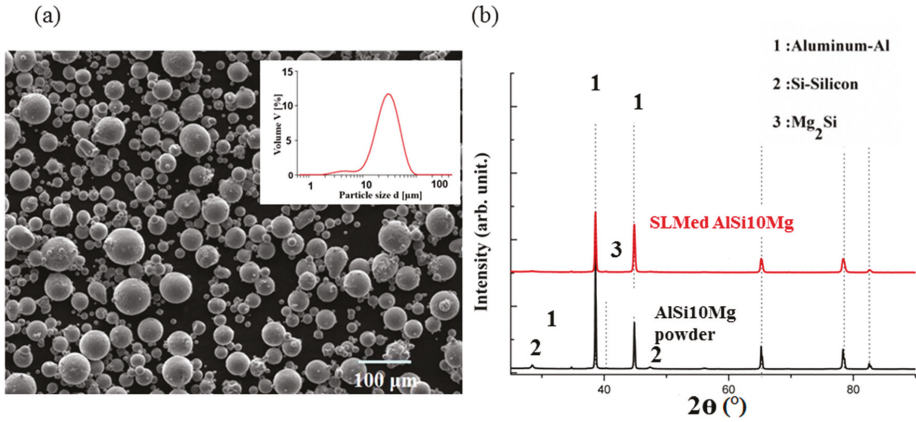 (a)
15
10
5
0
Volume V [%]
1
10
100
Particle size d [µm]
100 µm
(b)
1 :Aluminum-Al
2 :Si-Silicon
3 :Mg₂Si
1
1
SLMed AlSi10Mg
3
AlSi10Mg
powder
1
2
2
Intensity (arb. unit.)
40
60
80
2Θ (°)